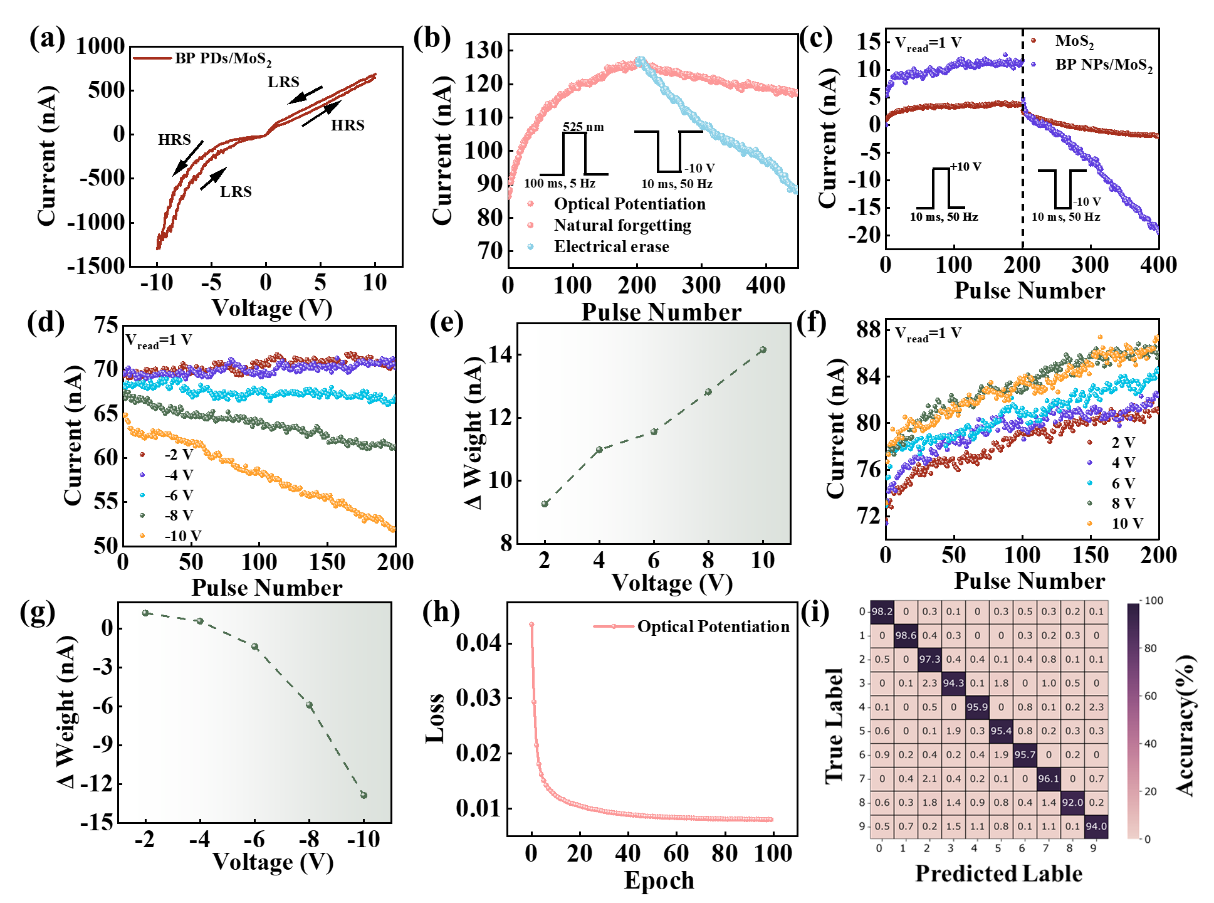 (a)
1000
500
0
-500
-1000
-1500
Current (nA)
BP PDs/MoS2
LRS
HRS
HRS
LRS
-10 -5 0 5 10
Voltage (V)
(b)
130
120
110
100
90
80
70
Current (nA)
525 nm
100 ms, 5 Hz
-10 V
10 ms, 50 Hz
Optical Potentiation
Natural forgetting
Electrical erase
0 100 200 300 400
Pulse Number
(c)
15
10
5
0
-5
-10
-15
-20
Current (nA)
Vread=1 V
MoS2
BP NPs/MoS2
+10 V
10 ms, 50 Hz
-10 V
10 ms, 50 Hz
0 100 200 300 400
Pulse Number
(d)
75
70
65
60
55
50
Current (nA)
Vread=1 V
-2 V
-4 V
-6 V
-8 V
-10 V
0 50 100 150 200
Pulse Number
(e)
14
12
10
8
Δ Weight (nA)
2 4 6 8 10
Voltage (V)
(f)
88
84
80
76
72
Current (nA)
Vread=1 V
2 V
4 V
6 V
8 V
10 V
0 50 100 150 200
Pulse Number
(g)
0
-3
-6
-9
-12
-15
Δ Weight (nA)
-2 -4 -6 -8 -10
Voltage (V)
(h)
0.04
0.03
0.02
0.01
Loss
Optical Potentiation
0 20 40 60 80 100
Epoch
(i)
True Label
0 98.2 0 0.3 0.1 0 0.3 0.5 0.3 0.2 0.1
1 0 98.6 0.4 0.3 0 0 0.3 0.2 0.3 0
2 0.5 0 97.3 0.4 0.4 0.1 0.4 0.8 0.1 0.1
3 0 0.1 2.3 94.3 0.1 1.8 0 1.0 0.5 0
4 0.1 0 0.5 0 95.9 0 0.8 0.1 0.2 2.3
5 0.6 0 0.1 1.9 0.3 95.4 0.8 0.2 0.3 0.3
6 0.9 0.2 0.4 0 0.4 1.9 95.7 0 0.2 0
7 0 0.4 2.1 0.4 0.2 0.1 0 96.1 0 0.7
8 0.6 0.3 1.8 1.4 0.9 0.8 0.4 1.4 92.0 0.2
9 0.5 0.7 0.2 1.5 1.1 0.8 0.1 1.1 0.1 94.0
0 1 2 3 4 5 6 7 8 9
Predicted Lable
100
80
60
40
20
0
Accuracy(%)